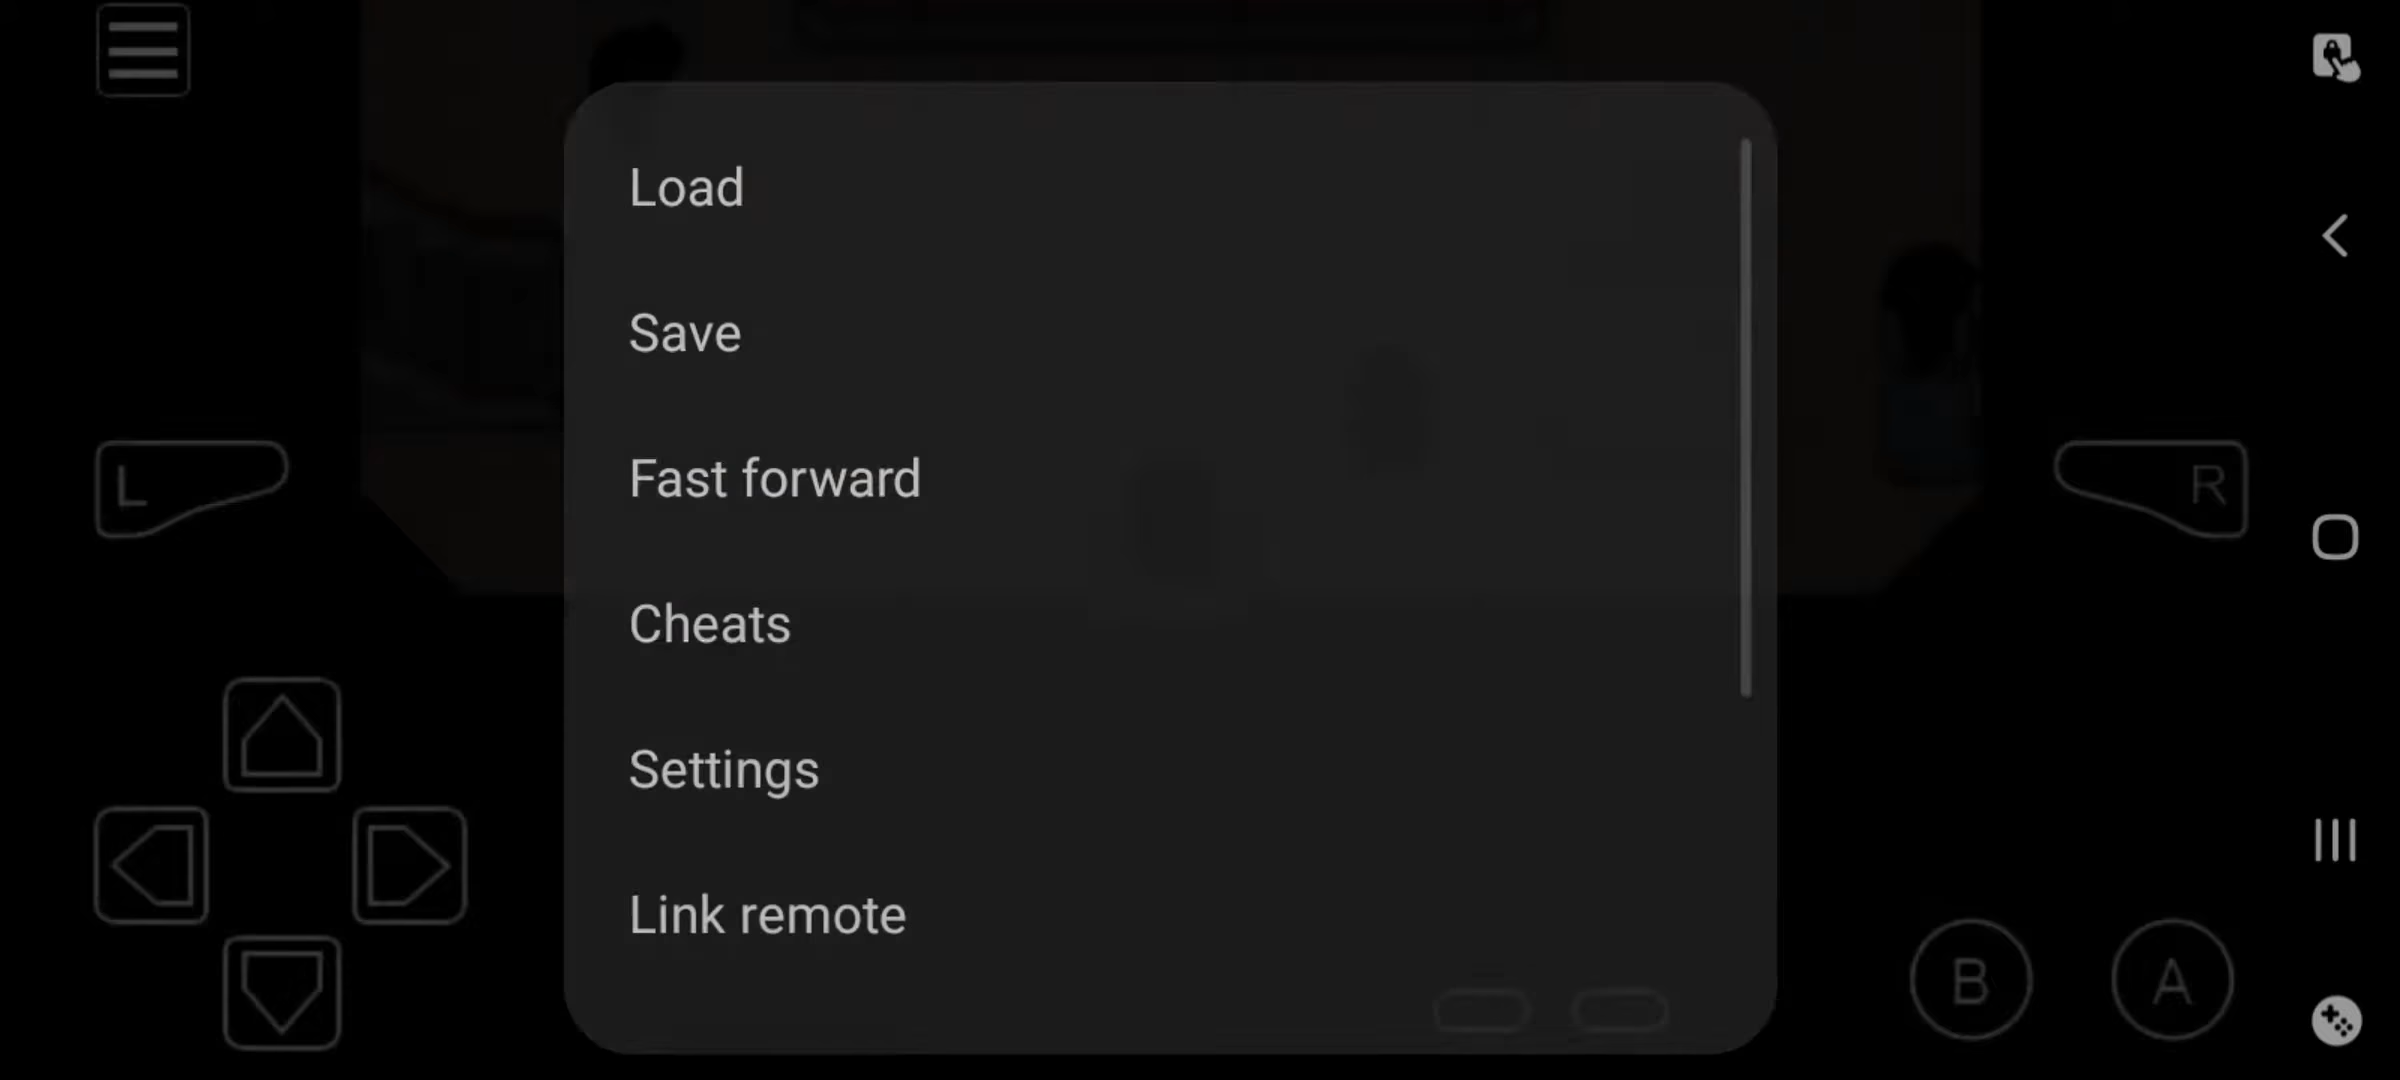 Load
Save
Fast forward
L
R
Cheats
Settings
Link remote
B
A